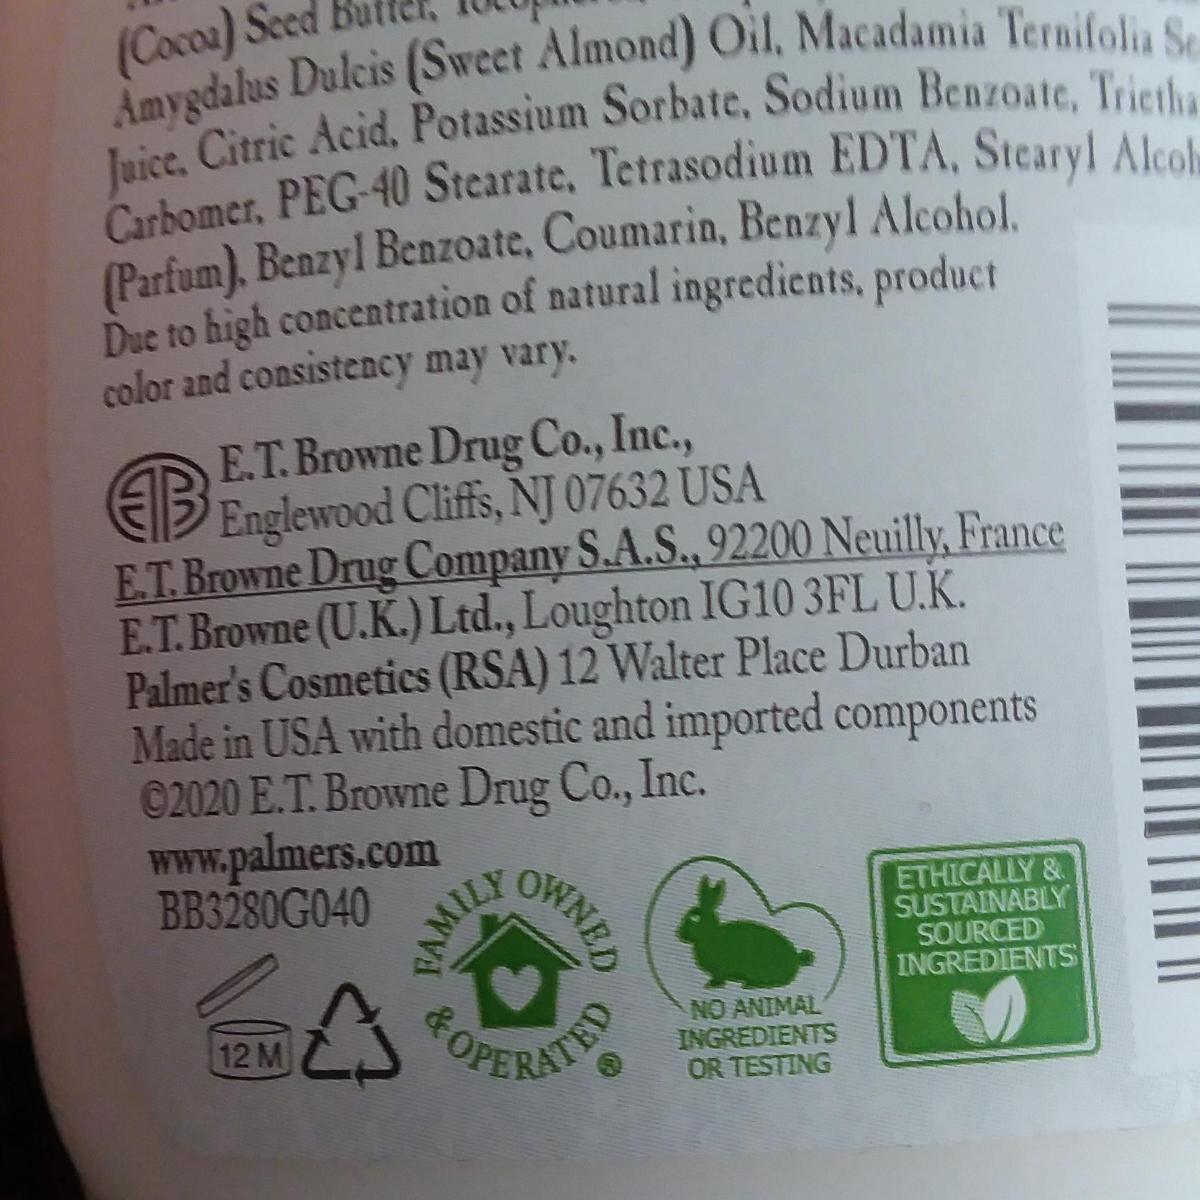 (Cocoa) Seed Butter,
Amygdalus Dulcis (Sweet Almond) Oil, Macadamia Ternifolia
Juice, Citric Acid, Potassium Sorbate, Sodium Benzoate,
Carbomer, PEG-40 Stearate, Tetrasodium EDTA, Stearyl
(Parfum), Benzyl Benzoate, Coumarin, Benzyl Alcohol.
Due to high concentration of natural ingredients, product
color and consistency may vary.
EB
E.T. Browne Drug Co., Inc.,
Englewood Cliffs, NJ 07632 USA
E.T. Browne Drug Company S.A.S., 92200 Neuilly, France
E.T. Browne (U.K.) Ltd., Loughton IG10 3FL U.K.
Palmer's Cosmetics (RSA) 12 Walter Place Durban
Made in USA with domestic and imported components
©2020 E.T. Browne Drug Co., Inc.
www.palmers.com
BB3280G040
12 M
FAMILY OWNED
& OPERATED ®
NO ANIMAL
INGREDIENTS
OR TESTING
ETHICALLY &
SUSTAINABLY
SOURCED
INGREDIENTS